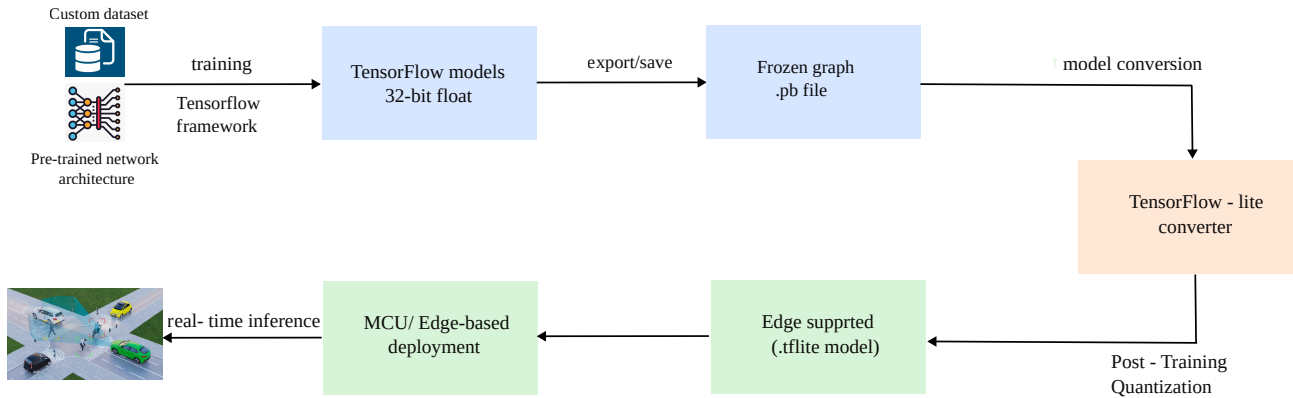 Custom dataset
training
Tensorflow
framework
Pre-trained network
architecture
TensorFlow models
32-bit float
export/save
Frozen graph
.pb file
model conversion
TensorFlow - lite
converter
Post - Training
Quantization
Edge supprted
(.tflite model)
MCU/ Edge-based
deployment
real- time inference